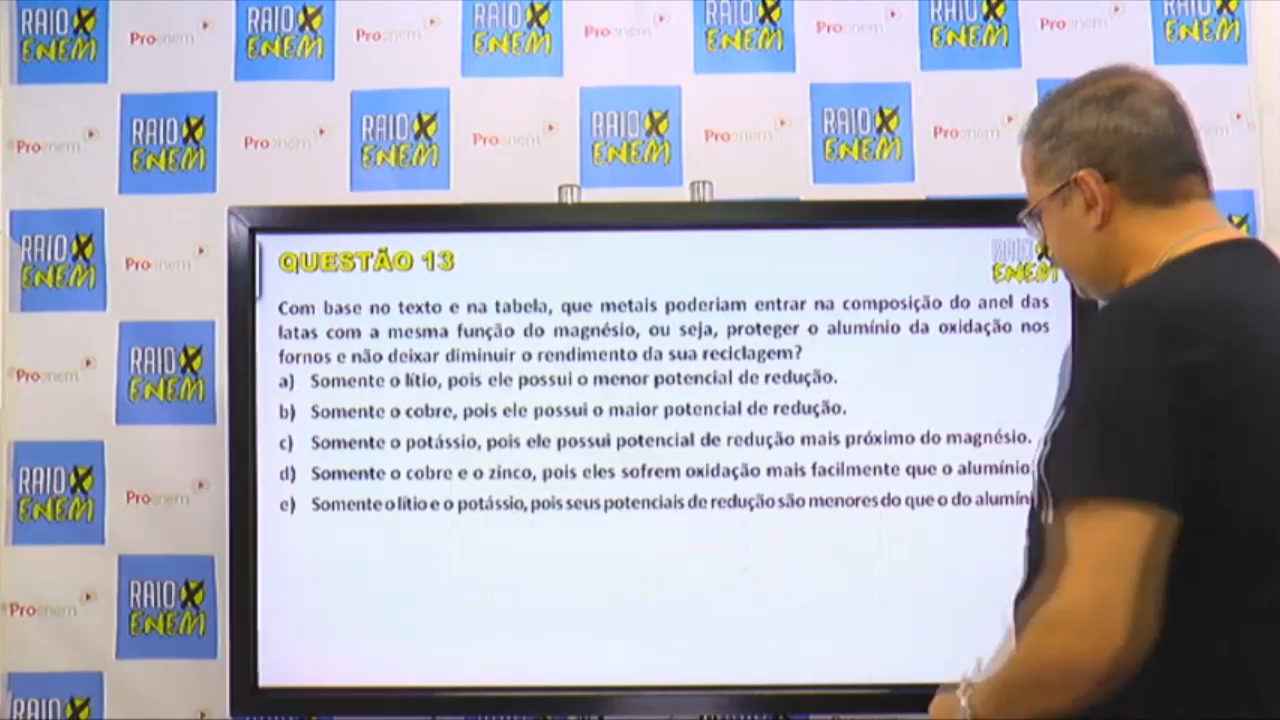 RAIO X ENEM
Proenem
QUESTÃO 13
RAIO ENEM
Com base no texto e na tabela, que metais poderiam entrar na composição do anel das
latas com a mesma função do magnésio, ou seja, proteger o alumínio da oxidação nos
fornos e não deixar diminuir o rendimento da sua reciclagem?
a) Somente o lítio, pois ele possui o menor potencial de redução.
b) Somente o cobre, pois ele possui o maior potencial de redução.
c) Somente o potássio, pois ele possui potencial de redução mais próximo do magnésio.
d) Somente o cobre e o zinco, pois eles sofrem oxidação mais facilmente que o alumínio
e) Somente o lítio e o potássio, pois seus potenciais de redução são menores do que o do alumín